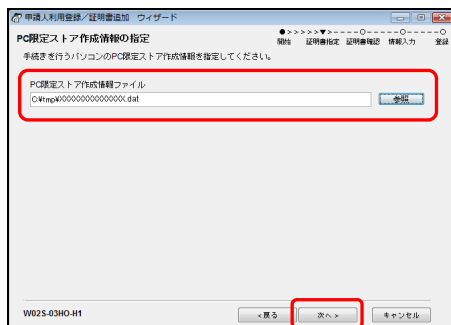 申請人利用登録/証明書追加 ウィザード
PC限定ストア作成情報の指定
●>>>>>▼>-----○-----○-----○
開始 証明書指定 証明書確認 情報入力 登録
手続きを行うパソコンのPC限定ストア作成情報を指定してください。
PC限定ストア作成情報ファイル
C:¥tmp¥XXXXXXXXXXXXXX.dat
参照
W02S-03HO-H1
<戻る
次へ>
キャンセル